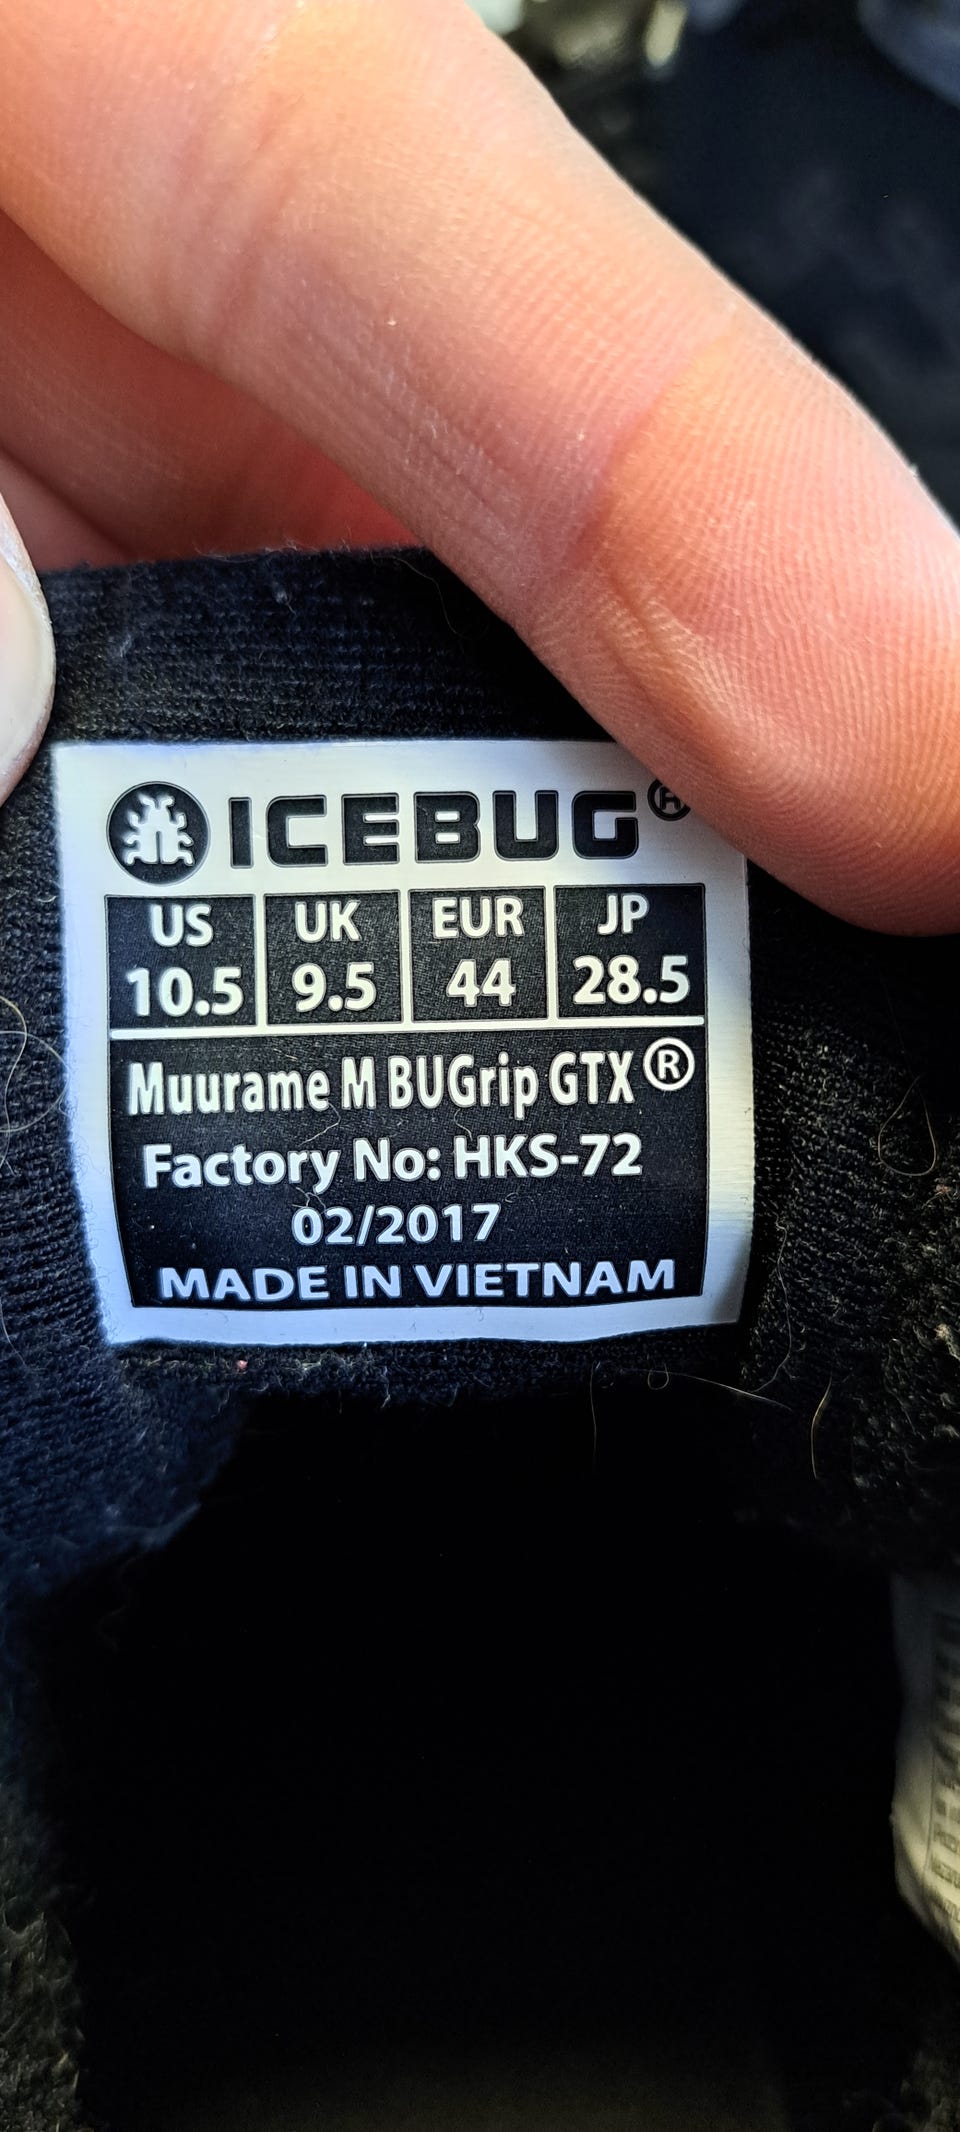 ICEBUG®
US UK EUR JP
10.5 9.5 44 28.5
Muurame M BUGrip GTX®
Factory No: HKS-72
02/2017
MADE IN VIETNAM